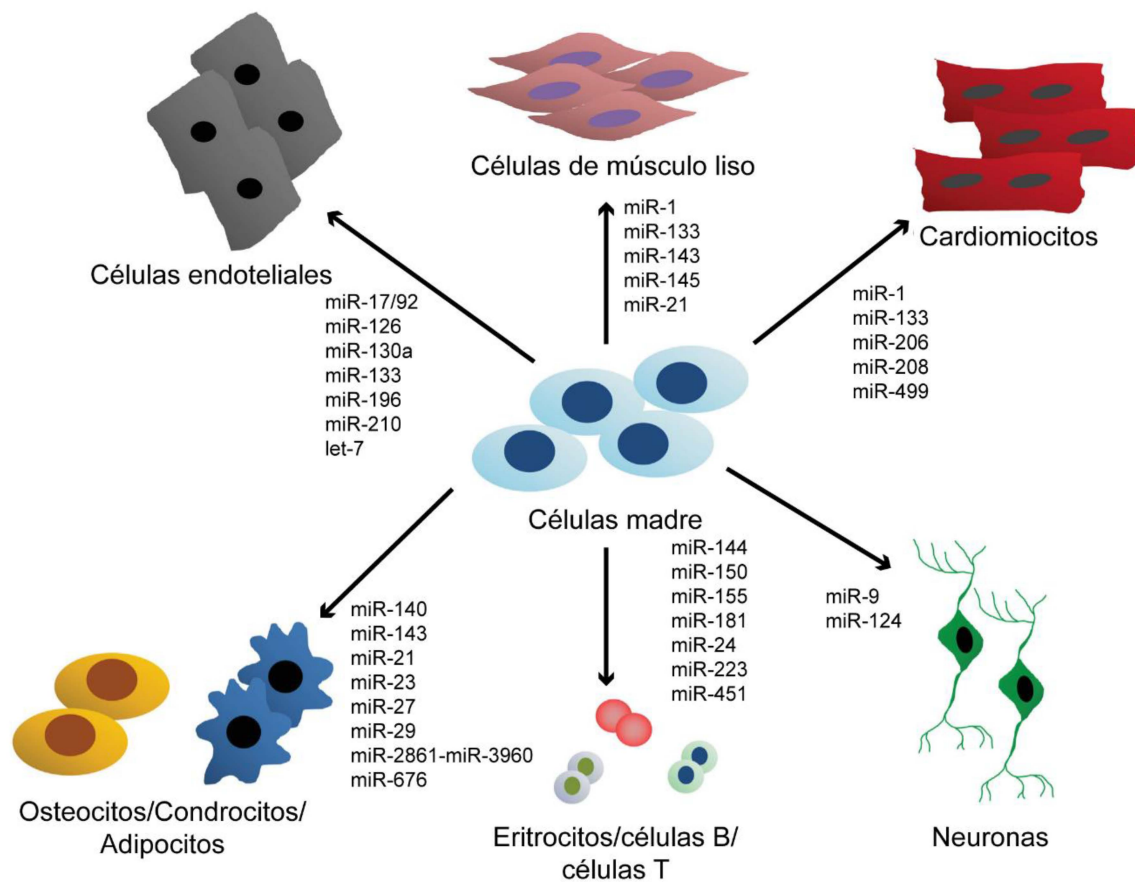 Células de músculo liso
miR-1
miR-133
miR-143
miR-145
miR-21
Células endoteliales
miR-17/92
miR-126
miR-130a
miR-133
miR-196
miR-210
let-7
Cardiomiocitos
miR-1
miR-133
miR-206
miR-208
miR-499
Células madre
miR-140
miR-143
miR-21
miR-23
miR-27
miR-29
miR-2861-miR-3960
miR-676
Osteocitos/Condrocitos/
Adipocitos
miR-144
miR-150
miR-155
miR-181
miR-24
miR-223
miR-451
Eritrocitos/células B/
células T
miR-9
miR-124
Neuronas